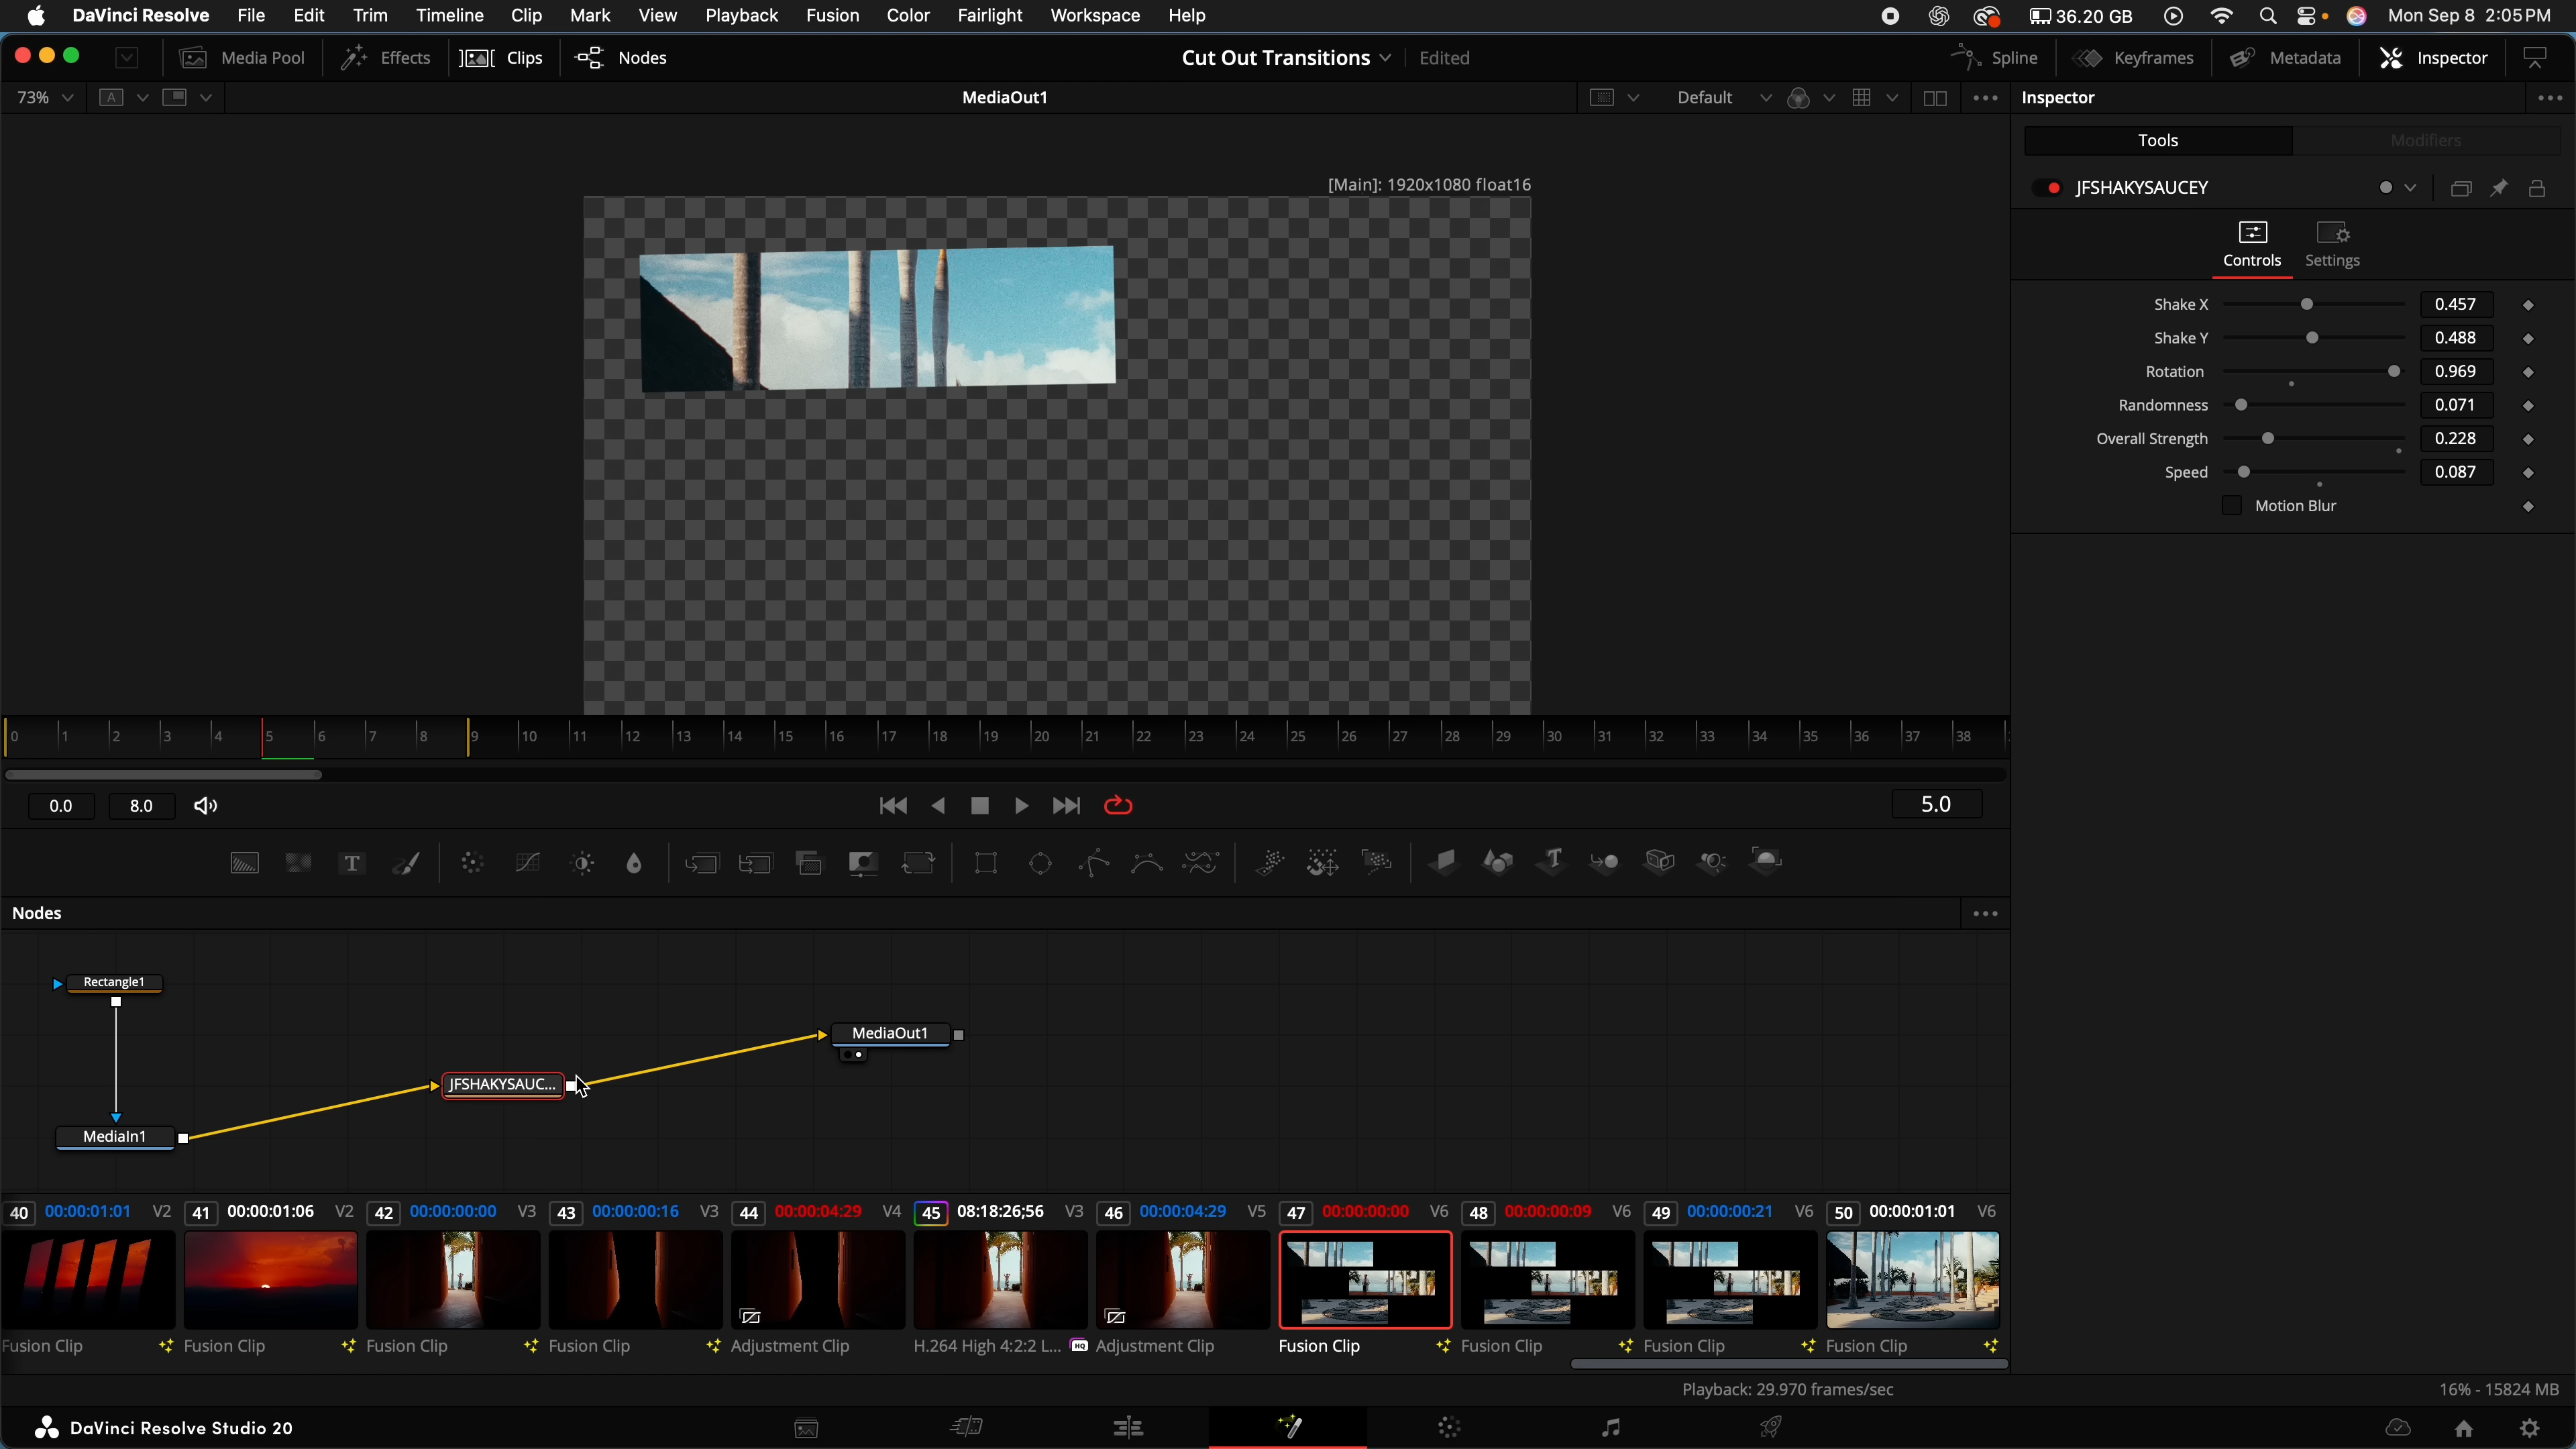 DaVinci Resolve File Edit Trim Timeline Clip Mark View Playback Fusion Color Fairlight Workspace Help 36.20 GB Mon Sep 8 2:05 PM
Media Pool Effects Clips Nodes Cut Out Transitions Edited Spline Keyframes Metadata Inspector
73% A MediaOut1 Default Inspector
Tools Modifiers
[Main]: 1920x1080 float16
JFSHAKYSAUCEY
Controls Settings
Shake X 0.457
Shake Y 0.488
Rotation 0.969
Randomness 0.071
Overall Strength 0.228
Speed 0.087
Motion Blur
0 1 2 3 4 5 6 7 8 9 10 11 12 13 14 15 16 17 18 19 20 21 22 23 24 25 26 27 28 29 30 31 32 33 34 35 36 37 38
0.0 8.0 5.0
T T
Nodes
Rectangle1
MediaOut1
JFSHAKYSAUC...
MediaIn1
40 00:00:01:01 V2 41 00:00:01:06 V2 42 00:00:00:00 V3 43 00:00:00:16 V3 44 00:00:04:29 V4 45 08:18:26;56 V3 46 00:00:04:29 V5 47 00:00:00:00 V6 48 00:00:00:09 V6 49 00:00:00:21 V6 50 00:00:01:01 V6
Fusion Clip Fusion Clip Fusion Clip Fusion Clip Adjustment Clip H.264 High 4:2:2 L... HQ Adjustment Clip Fusion Clip Fusion Clip Fusion Clip Fusion Clip
Playback: 29.970 frames/sec 16% - 15824 MB
DaVinci Resolve Studio 20